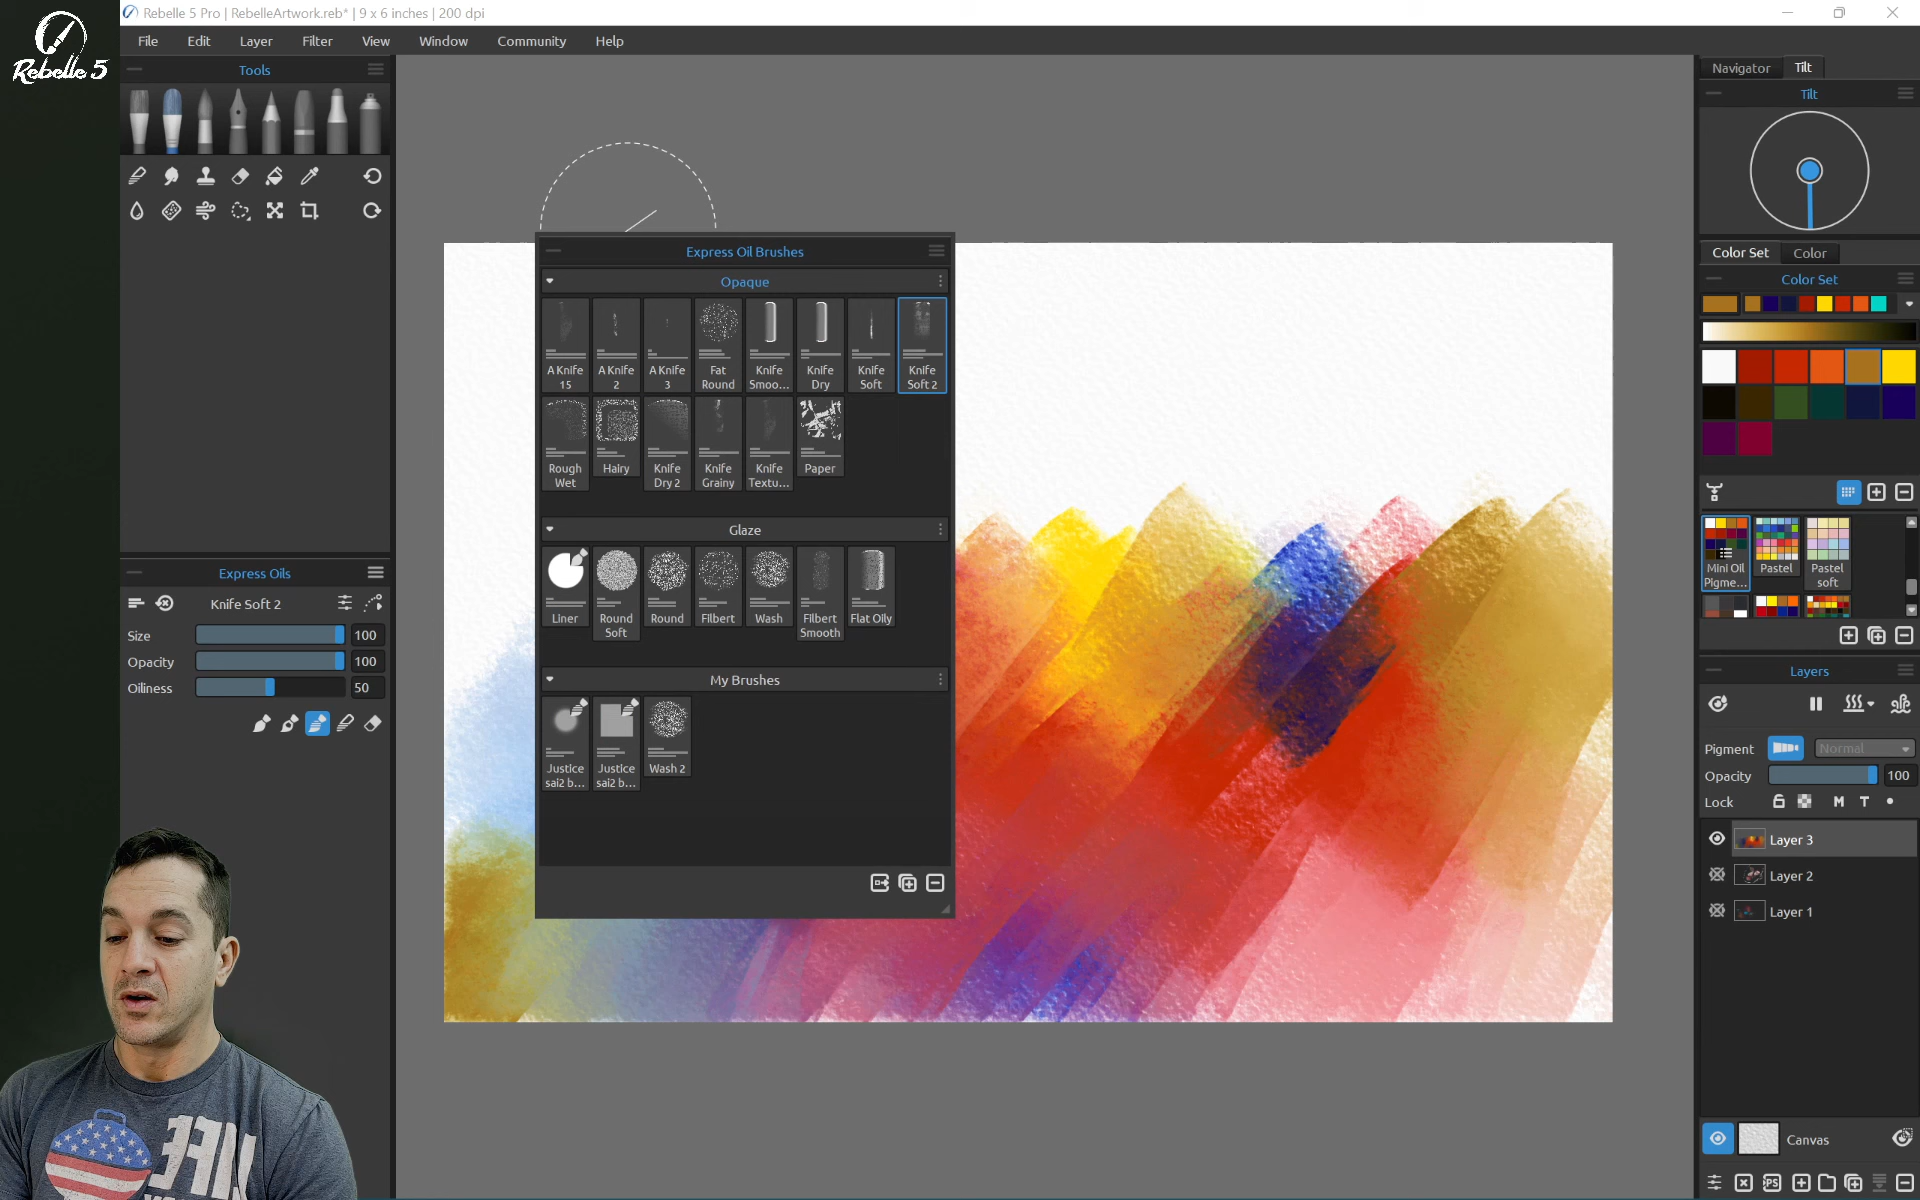 Rebelle 5
Rebelle 5 Pro | RebelleArtwork.reb* | 9 x 6 inches | 200 dpi
File Edit Layer Filter View Window Community Help
Tools
Express Oils
Knife Soft 2
Size 100
Opacity 100
Oiliness 50
Express Oil Brushes
Opaque
A Knife 15
A Knife 2
A Knife 3
Fat Round
Knife Smoo...
Knife Dry
Knife Soft
Knife Soft 2
Rough Wet
Hairy
Knife Dry 2
Knife Grainy
Knife Textu...
Paper
Glaze
Liner
Round Soft
Round
Filbert
Wash
Filbert Smooth
Flat Oily
My Brushes
Justice sai2 b...
Justice sai2 b...
Wash 2
Navigator Tilt
Tilt
Color Set Color
Color Set
Mini Oil Pigme...
Pastel
Pastel soft
Layers
Pigment Normal
Opacity 100
Lock M T
Layer 3
Layer 2
Layer 1
Canvas
PS